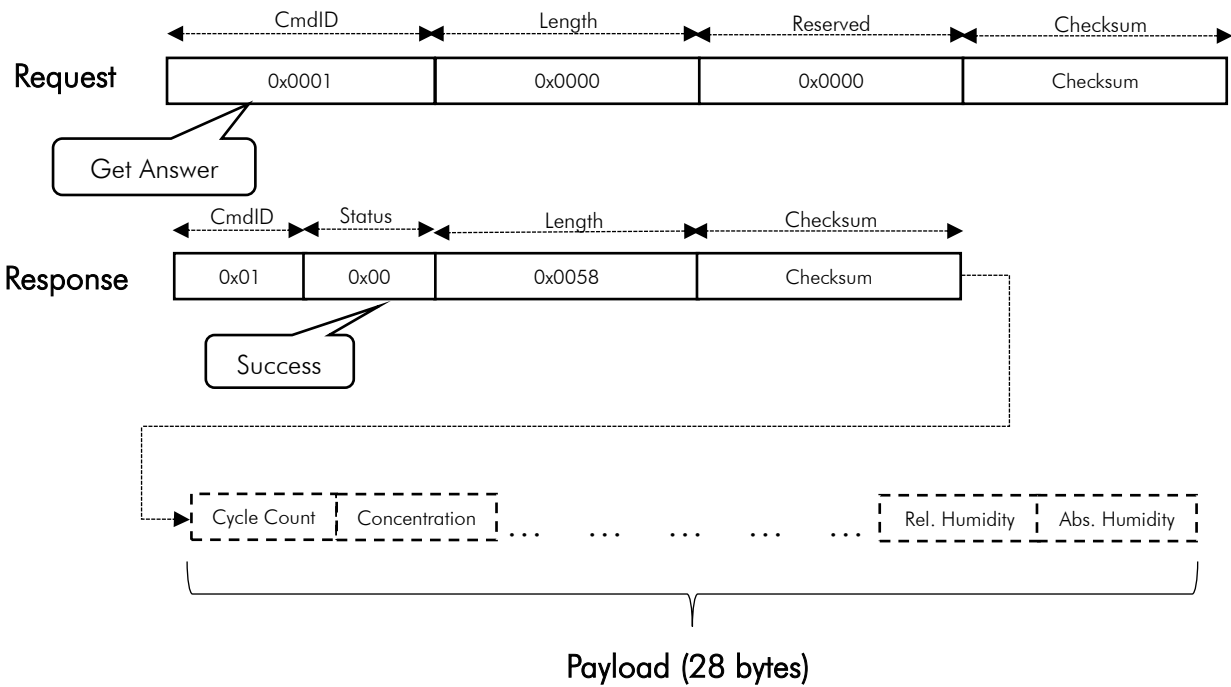 CmdID Length Reserved Checksum
Request 0x0001 0x0000 0x0000 Checksum
Get Answer
CmdID Status Length Checksum
Response 0x01 0x00 0x0058 Checksum
Success
Cycle Count Concentration ... ... ... ... ... Rel. Humidity Abs. Humidity
Payload (28 bytes)